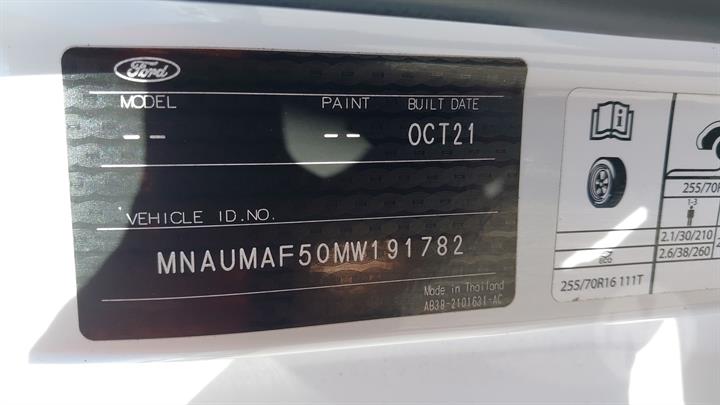 Ford
MODEL PAINT BUILT DATE
-- -- OCT21
VEHICLE ID.NO.
MNAUMAF50MW191782
Made in Thailand
AB39-2101631-AC
255/70R
1-3
2.1/30/210
eco 2.6/38/260
255/70R16 111T